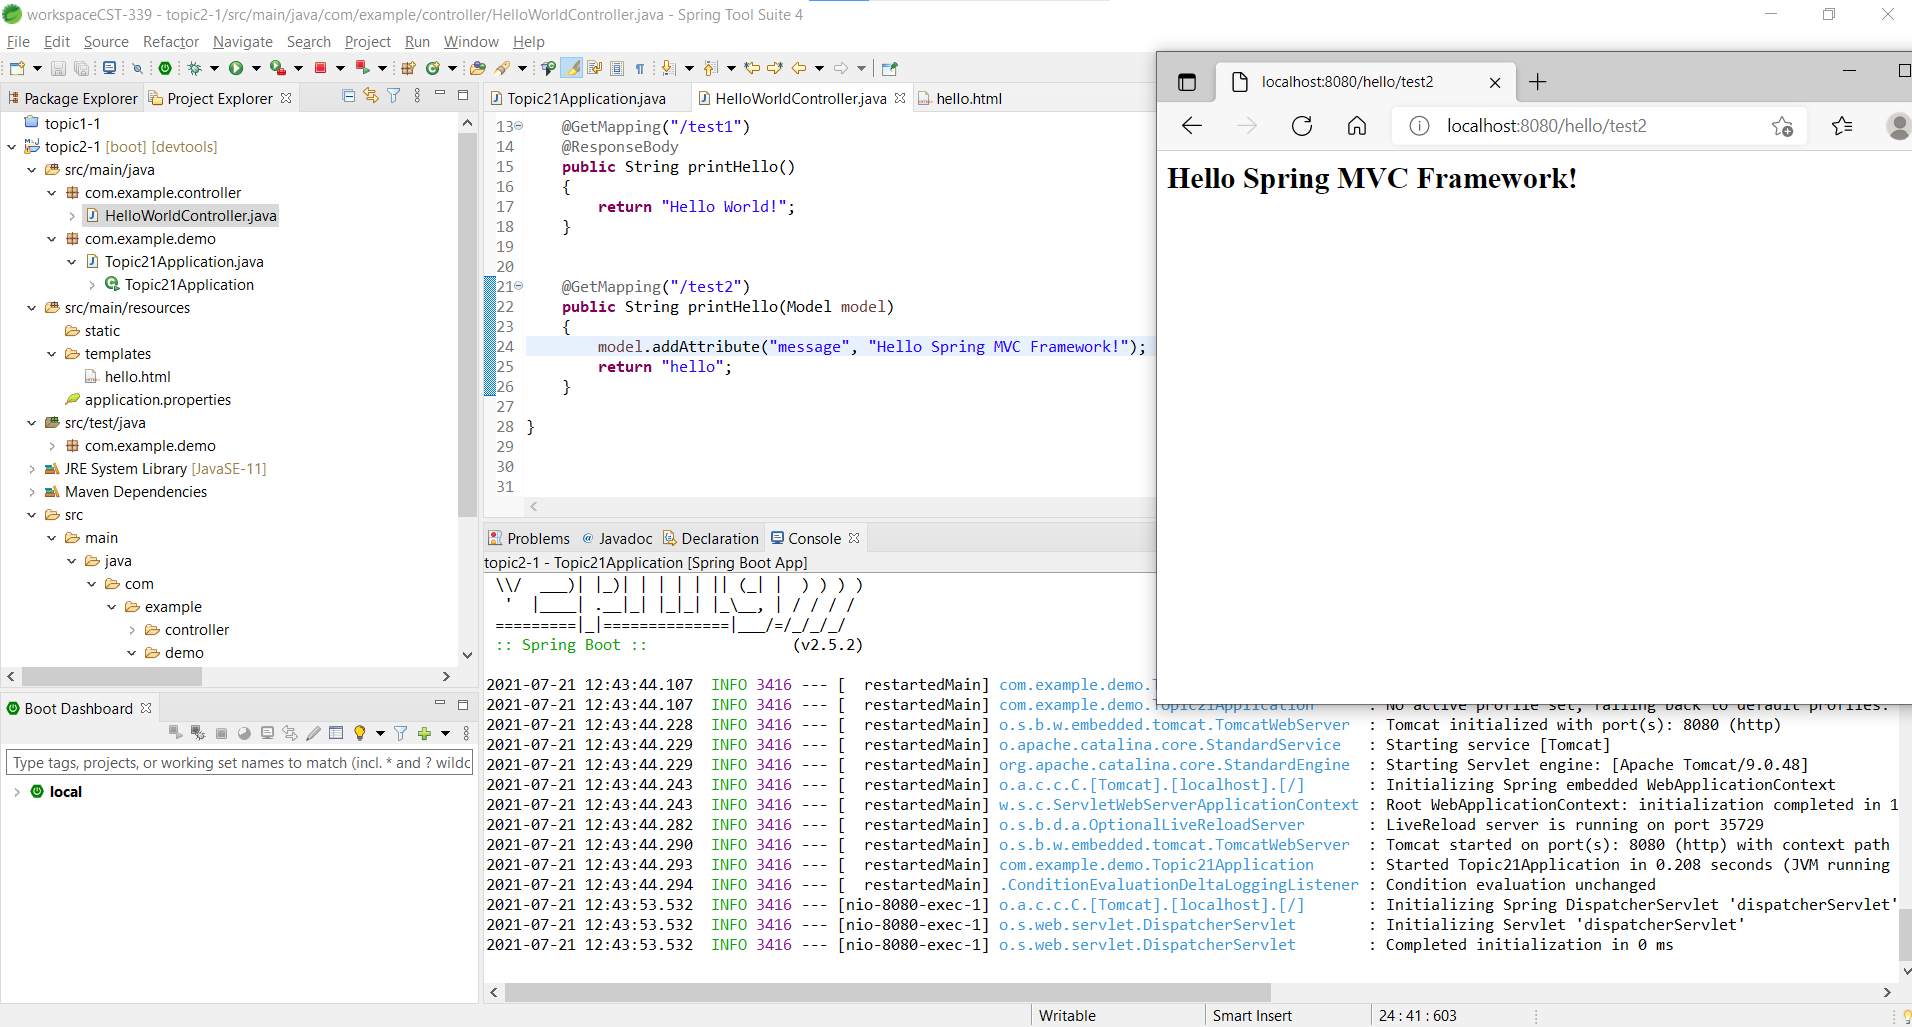 workspaceCST-339 - topic2-1/src/main/java/com/example/controller/HelloWorldController.java - Spring Tool Suite 4
File Edit Source Refactor Navigate Search Project Run Window Help
Package Explorer Project Explorer
topic1-1
topic2-1 [boot] [devtools]
src/main/java
com.example.controller
HelloWorldController.java
com.example.demo
Topic21Application.java
Topic21Application
src/main/resources
static
templates
hello.html
application.properties
src/test/java
com.example.demo
JRE System Library [JavaSE-11]
Maven Dependencies
src
main
java
com
example
controller
demo
Boot Dashboard
Type tags, projects, or working set names to match (incl. * and ? wildc
local
Topic21Application.java HelloWorldController.java hello.html
13 @GetMapping("/test1")
14 @ResponseBody
15 public String printHello()
16 {
17 return "Hello World!";
18 }
19
20
21 @GetMapping("/test2")
22 public String printHello(Model model)
23 {
24 model.addAttribute("message", "Hello Spring MVC Framework!");
25 return "hello";
26 }
27
28 }
29
30
31
Problems @ Javadoc Declaration Console
topic2-1 - Topic21Application [Spring Boot App]
\\/  ___)| |_)| | | | | || (_| |  ) ) ) )
'  |____| .__|_| |_|_| |_\__, | / / / /
=========|_|==============|___/=/_/_/_/
:: Spring Boot :: (v2.5.2)
2021-07-21 12:43:44.107 INFO 3416 --- [ restartedMain] com.example.demo.
2021-07-21 12:43:44.107 INFO 3416 --- [ restartedMain] com.example.demo.Topic21Application : No active profile set, falling back to default profiles:
2021-07-21 12:43:44.228 INFO 3416 --- [ restartedMain] o.s.b.w.embedded.tomcat.TomcatWebServer : Tomcat initialized with port(s): 8080 (http)
2021-07-21 12:43:44.229 INFO 3416 --- [ restartedMain] o.apache.catalina.core.StandardService : Starting service [Tomcat]
2021-07-21 12:43:44.229 INFO 3416 --- [ restartedMain] org.apache.catalina.core.StandardEngine : Starting Servlet engine: [Apache Tomcat/9.0.48]
2021-07-21 12:43:44.243 INFO 3416 --- [ restartedMain] o.a.c.c.C.[Tomcat].[localhost].[/] : Initializing Spring embedded WebApplicationContext
2021-07-21 12:43:44.243 INFO 3416 --- [ restartedMain] w.s.c.ServletWebServerApplicationContext : Root WebApplicationContext: initialization completed in 1
2021-07-21 12:43:44.282 INFO 3416 --- [ restartedMain] o.s.b.d.a.OptionalLiveReloadServer : LiveReload server is running on port 35729
2021-07-21 12:43:44.290 INFO 3416 --- [ restartedMain] o.s.b.w.embedded.tomcat.TomcatWebServer : Tomcat started on port(s): 8080 (http) with context path
2021-07-21 12:43:44.293 INFO 3416 --- [ restartedMain] com.example.demo.Topic21Application : Started Topic21Application in 0.208 seconds (JVM running
2021-07-21 12:43:44.294 INFO 3416 --- [ restartedMain] .ConditionEvaluationDeltaLoggingListener : Condition evaluation unchanged
2021-07-21 12:43:53.532 INFO 3416 --- [nio-8080-exec-1] o.a.c.c.C.[Tomcat].[localhost].[/] : Initializing Spring DispatcherServlet 'dispatcherServlet'
2021-07-21 12:43:53.532 INFO 3416 --- [nio-8080-exec-1] o.s.web.servlet.DispatcherServlet : Initializing Servlet 'dispatcherServlet'
2021-07-21 12:43:53.532 INFO 3416 --- [nio-8080-exec-1] o.s.web.servlet.DispatcherServlet : Completed initialization in 0 ms
localhost:8080/hello/test2
localhost:8080/hello/test2
Hello Spring MVC Framework!
Writable Smart Insert 24 : 41 : 603